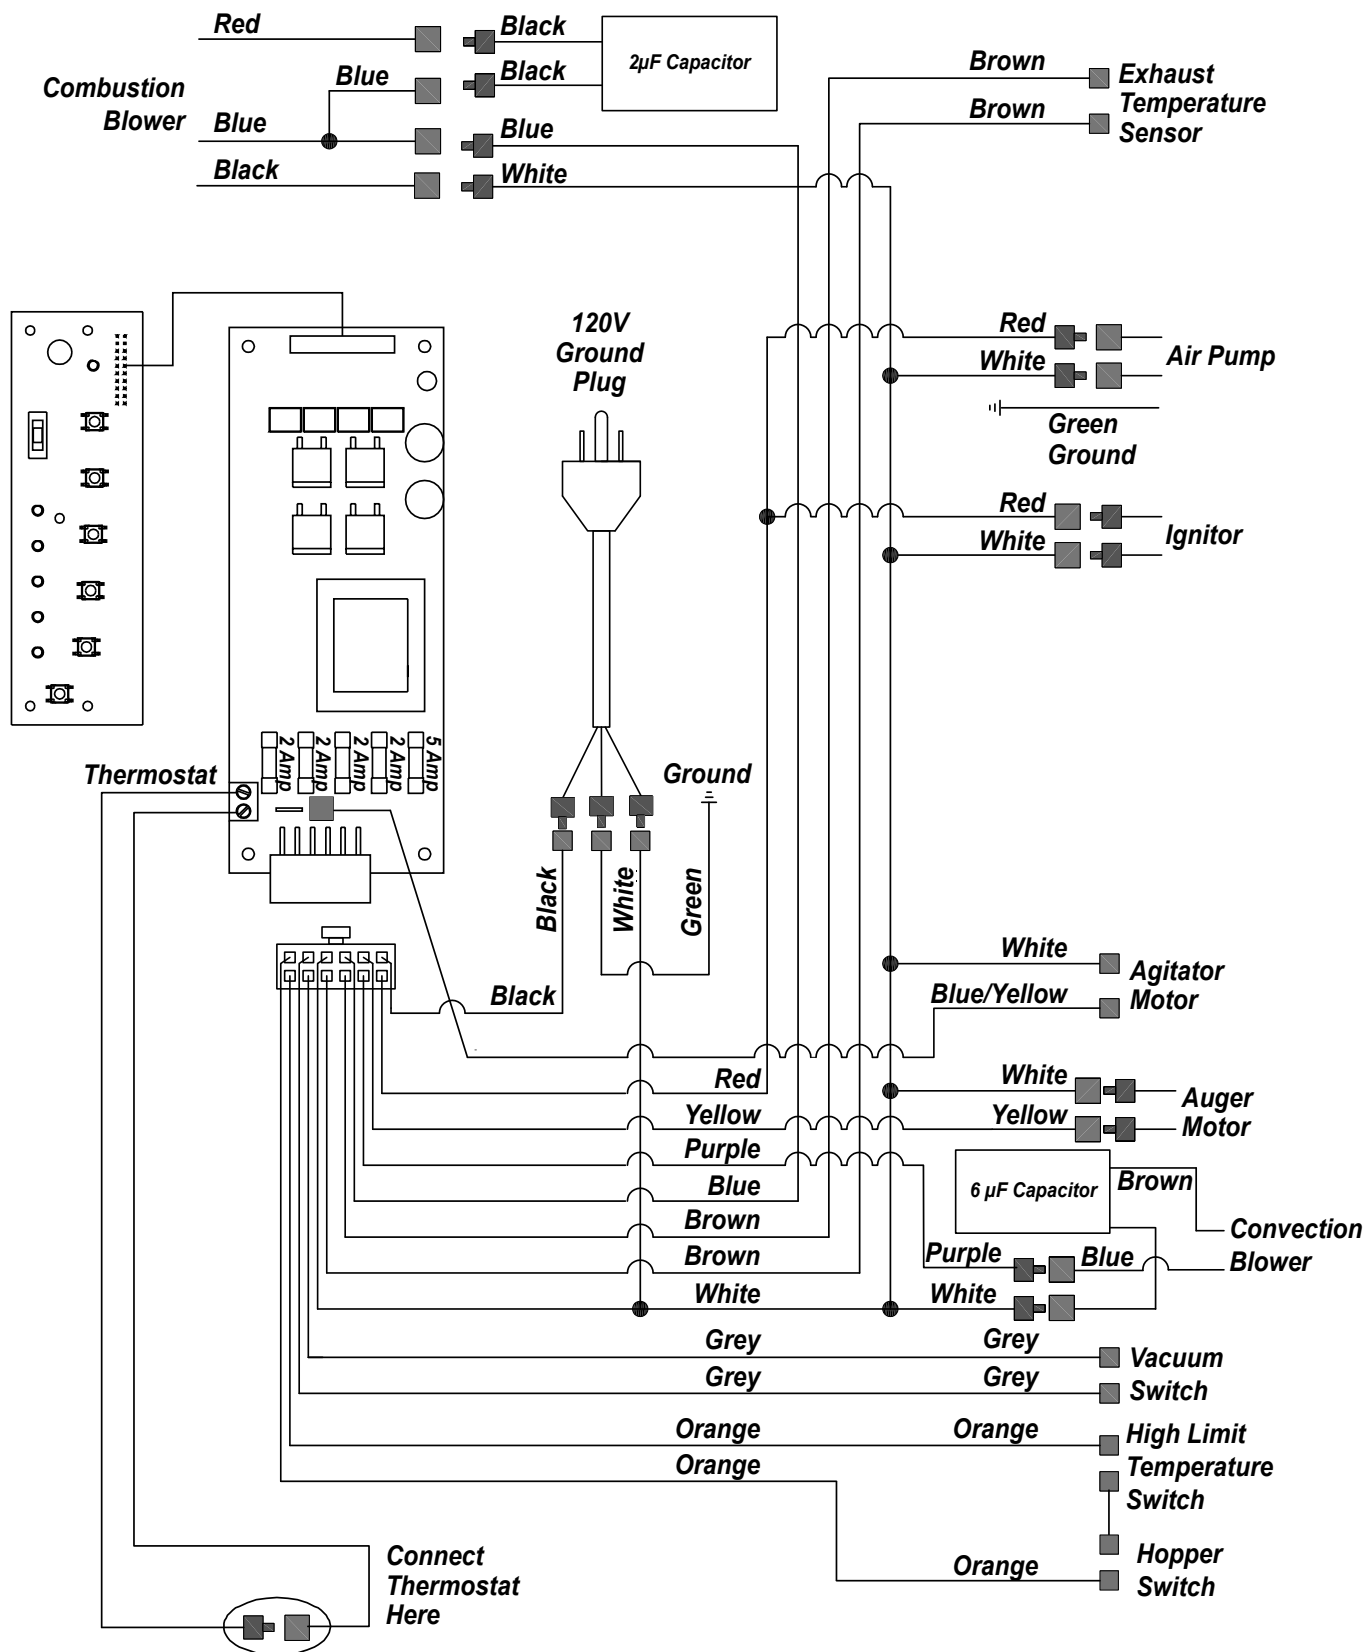 Red
Black
2µF Capacitor
Blue
Black
Combustion
Blower
Blue
Blue
Black
White
Brown
Exhaust
Temperature
Sensor
Brown
120V
Ground
Plug
Red
White
Air Pump
Green
Ground
Red
White
Ignitor
2 Amp
2 Amp
2 Amp
2 Amp
5 Amp
Thermostat
Ground
Black
White
Green
Black
White
Agitator
Motor
Blue/Yellow
Red
White
Auger
Motor
Yellow
Yellow
Purple
6 µF Capacitor
Brown
Blue
Brown
Convection
Blower
Purple
Blue
Brown
White
White
Grey
Grey
Vacuum
Switch
Grey
Grey
Orange
Orange
High Limit
Temperature
Switch
Orange
Connect
Thermostat
Here
Orange
Hopper
Switch